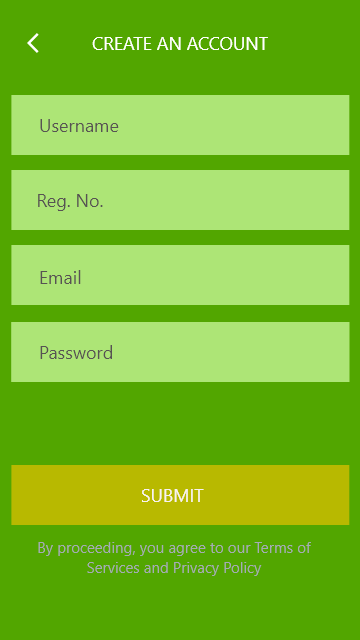 CREATE AN ACCOUNT
Username
Reg. No.
Email
Password
SUBMIT
By proceeding, you agree to our Terms of
Services and Privacy Policy